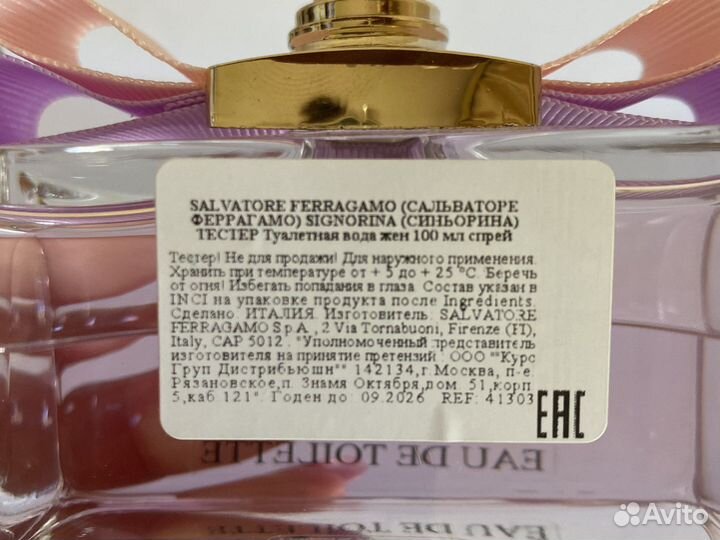 SALVATORE FERRAGAMO (САЛЬВАТОРЕ
ФЕРРАГАМО) SIGNORINA (СИНЬОРИНА)
ТЕСТЕР Туалетная вода жен 100 мл спрей
Тестер! Не для продажи! Для наружного применения.
Хранить при температуре от + 5 до + 25 °C. Беречь
от огня! Избегать попадания в глаза. Состав указан в
INCI на упаковке продукта после Ingredients.
Сделано: ИТАЛИЯ. Изготовитель: SALVATORE
FERRAGAMO S.p.A., 2 Via Tornabuoni, Firenze (FI),
Italy, CAP 5012. "Уполномоченный представитель
изготовителя на принятие претензий: ООО ""Курс
Груп Дистрибьюшн"" 142134,г.Москва, п-е
Рязановское,п. Знамя Октября,дом 51,корп
5,каб 121". Годен до: 09.2026 REF: 41303
EAC
EAU DE TOILETTE
EAU DE TOILETTE
Avito